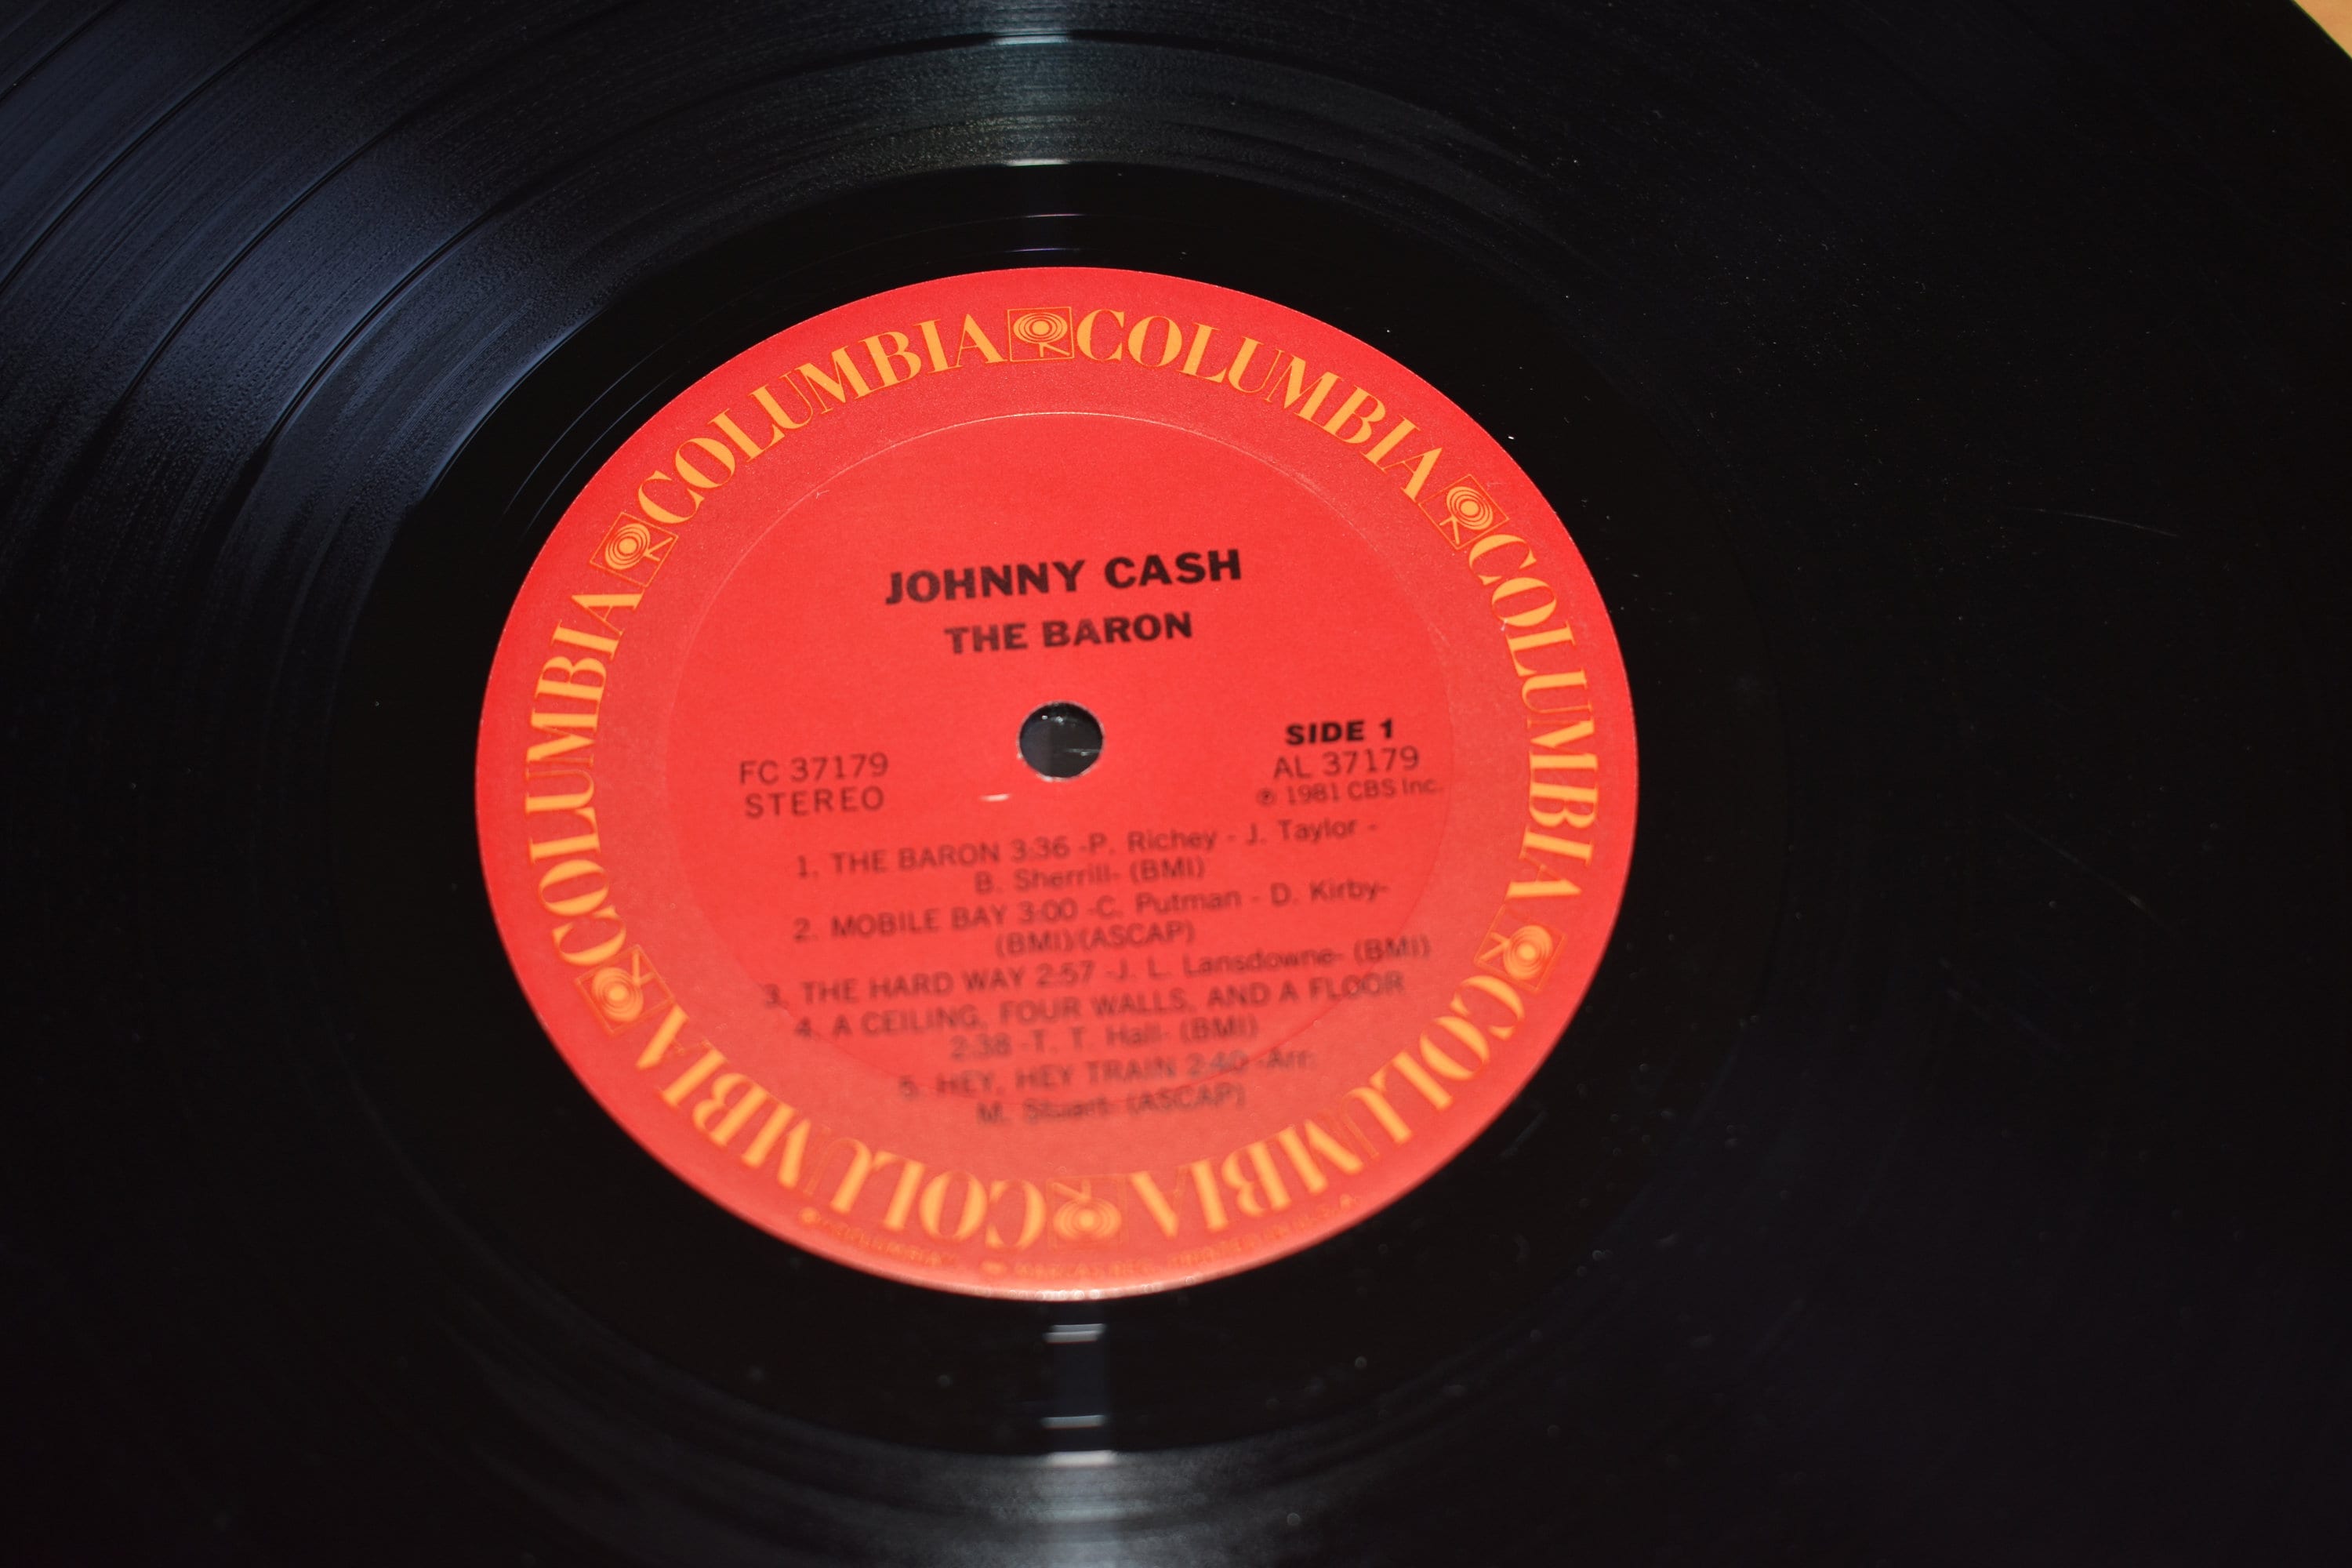 COLUMBIA COLUMBIA COLUMBIA COLUMBIA COLUMBIA COLUMBIA
JOHNNY CASH
THE BARON
FC 37179
STEREO
SIDE 1
AL 37179
℗ 1981 CBS Inc.
1. THE BARON 3:36 -P. Richey - J. Taylor -
B. Sherrill- (BMI)
2. MOBILE BAY 3:00 -C. Putman - D. Kirby-
(BMI)/(ASCAP)
3. THE HARD WAY 2:57 -J. L. Lansdowne- (BMI)
4. A CEILING, FOUR WALLS, AND A FLOOR
2:38 -T. T. Hall- (BMI)
5. HEY, HEY TRAIN 2:40 -Arr.
M. Stuart- (ASCAP)